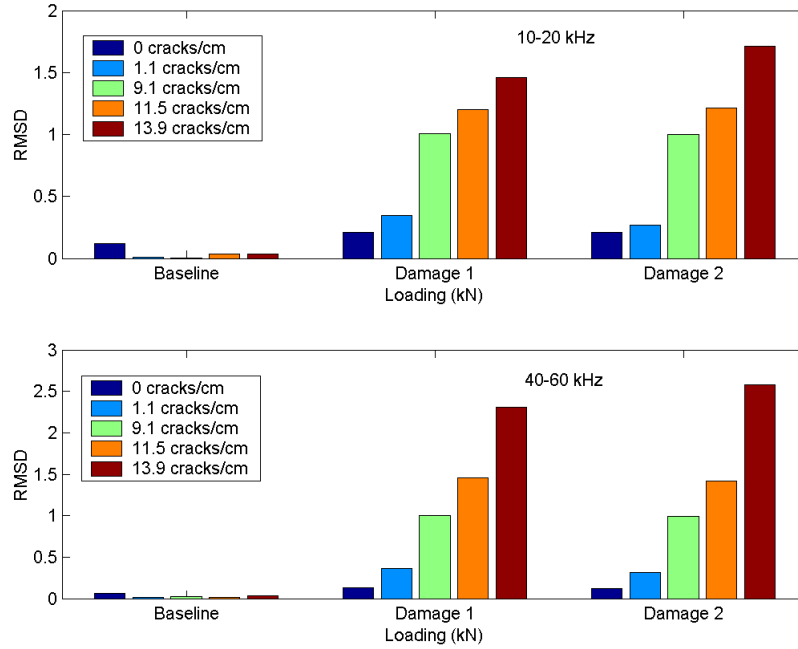 2
1.5
1
0.5
0
RMSD
10-20 kHz
0 cracks/cm
1.1 cracks/cm
9.1 cracks/cm
11.5 cracks/cm
13.9 cracks/cm
Baseline Damage 1 Damage 2
Loading (kN)
3
2.5
2
1.5
1
0.5
0
RMSD
40-60 kHz
0 cracks/cm
1.1 cracks/cm
9.1 cracks/cm
11.5 cracks/cm
13.9 cracks/cm
Baseline Damage 1 Damage 2
Loading (kN)